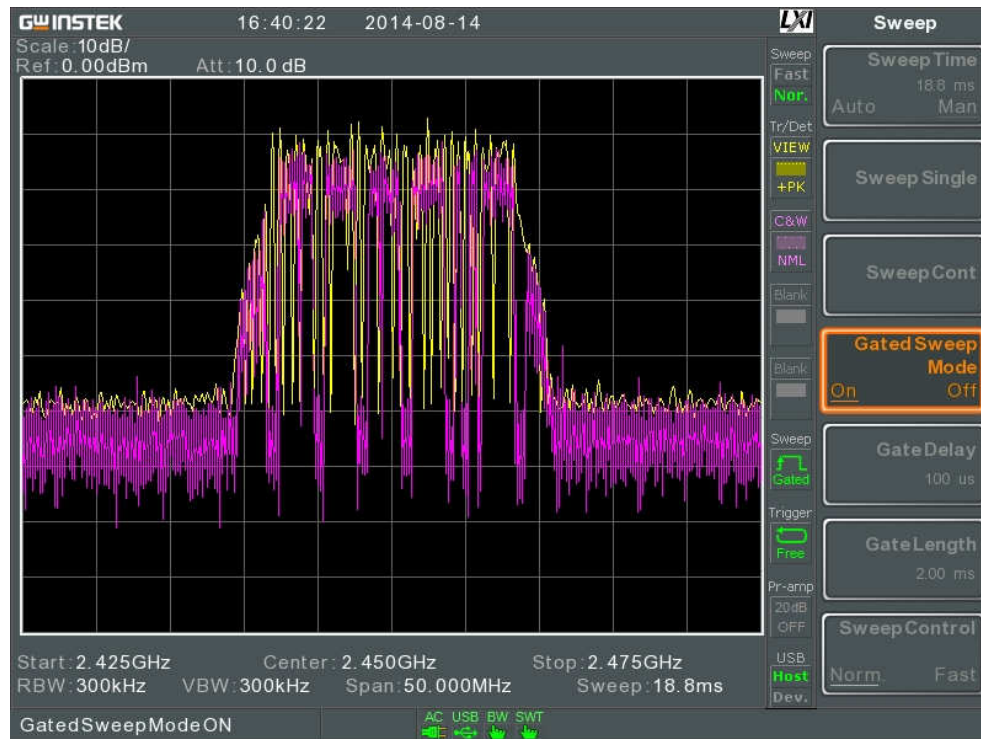 GWINSTEK 16:40:22 2014-08-14 LXI
Scale:10dB/
Ref:0.00dBm Att:10.0 dB
Sweep
Fast
Nor.
Tr/Det
VIEW
+PK
C&W
NML
Blank
Blank
Sweep
Gated
Trigger
Free
Pr-amp
20dB
OFF
USB
Host
Dev.
Sweep
Sweep Time
18.8 ms
Auto Man
Sweep Single
Sweep Cont
Gated Sweep
Mode
On Off
Gate Delay
100 us
Gate Length
2.00 ms
Sweep Control
Norm. Fast
Start:2.425GHz Center:2.450GHz Stop:2.475GHz
RBW:300kHz VBW:300kHz Span:50.000MHz Sweep:18.8ms
GatedSweepModeON AC USB BW SWT